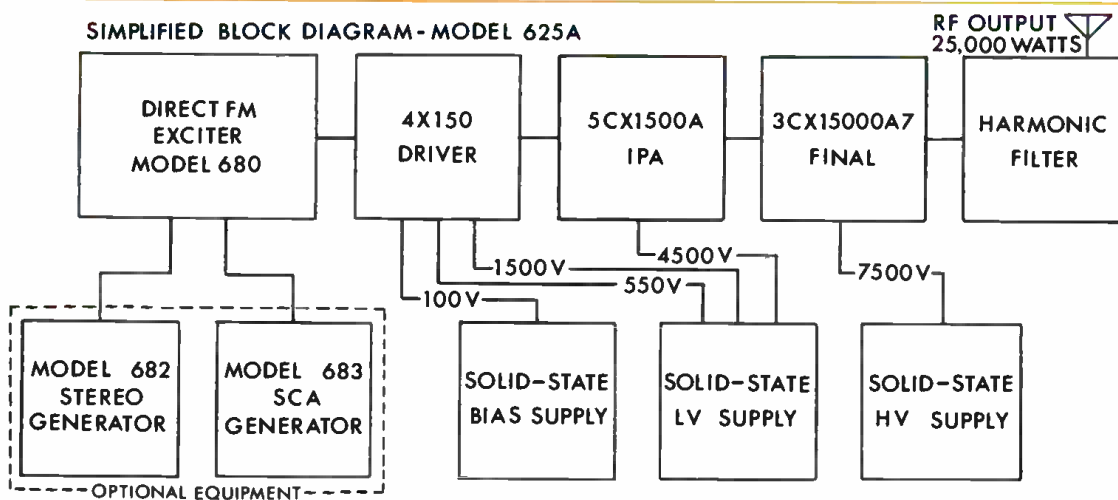 SIMPLIFIED BLOCK DIAGRAM-MODEL 625A
RF OUTPUT
25,000 WATTS
DIRECT FM
EXCITER
MODEL 680
4X150
DRIVER
5CX1500A
IPA
3CX15000A7
FINAL
HARMONIC
FILTER
4500V
1500V
7500V
550V
100V
MODEL 682
STEREO
GENERATOR
MODEL 683
SCA
GENERATOR
SOLID-STATE
BIAS SUPPLY
SOLID-STATE
LV SUPPLY
SOLID-STATE
HV SUPPLY
OPTIONAL EQUIPMENT